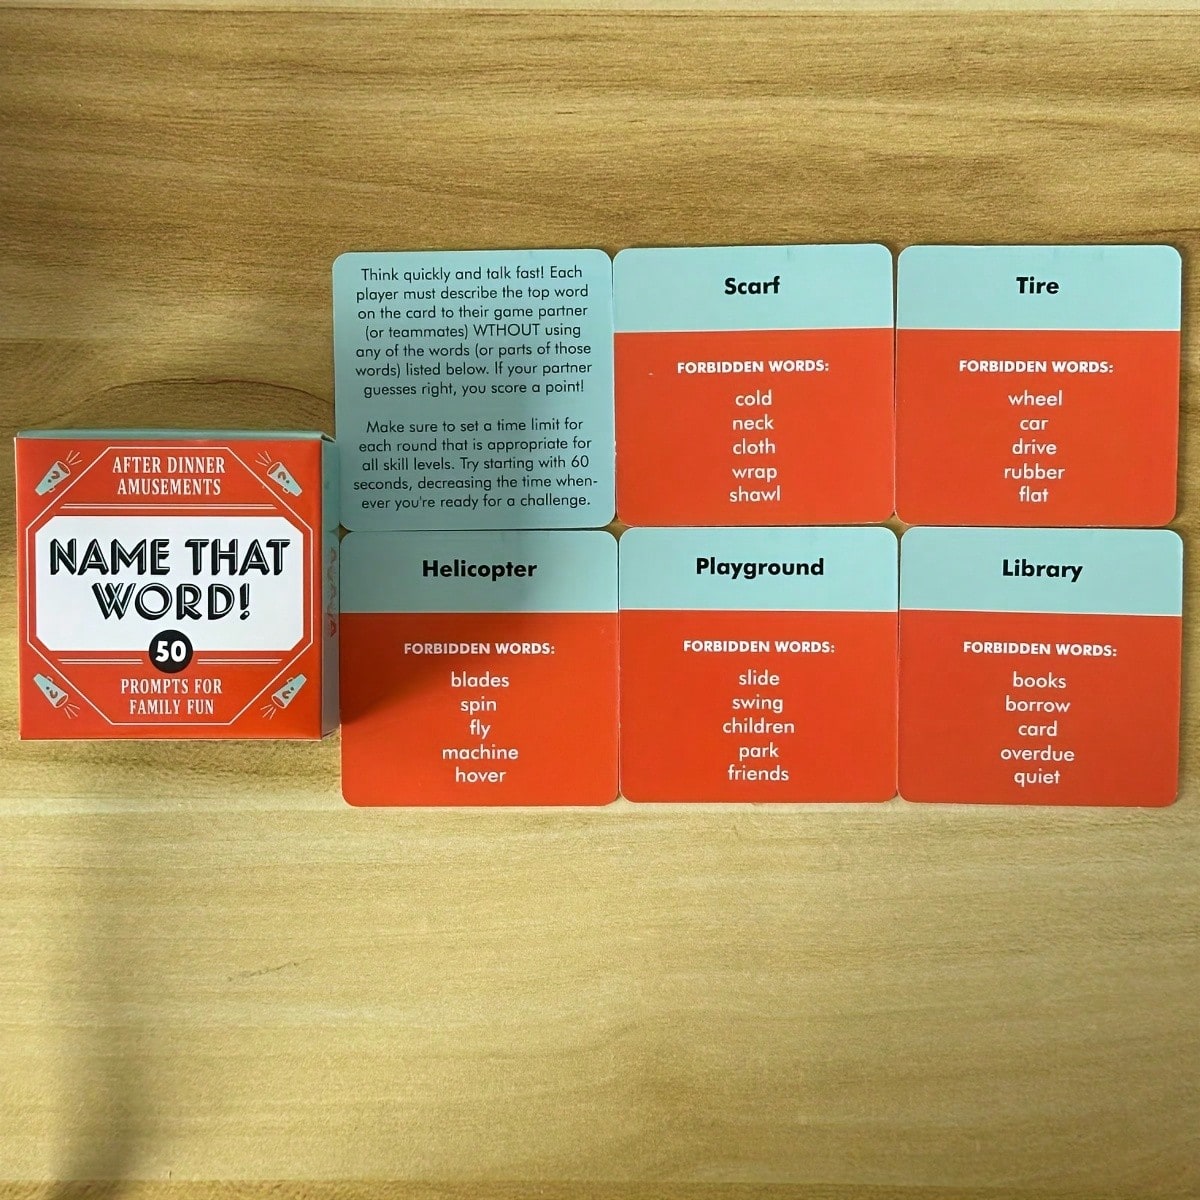 AFTER DINNER
AMUSEMENTS
NAME THAT
WORD!
50
PROMPTS FOR
FAMILY FUN
Think quickly and talk fast! Each
player must describe the top word
on the card to their game partner
(or teammates) WTHOUT using
any of the words (or parts of those
words) listed below. If your partner
guesses right, you score a point!
Make sure to set a time limit for
each round that is appropriate for
all skill levels. Try starting with 60
seconds, decreasing the time when-
ever you're ready for a challenge.
Scarf
FORBIDDEN WORDS:
cold
neck
cloth
wrap
shawl
Tire
FORBIDDEN WORDS:
wheel
car
drive
rubber
flat
Helicopter
FORBIDDEN WORDS:
blades
spin
fly
machine
hover
Playground
FORBIDDEN WORDS:
slide
swing
children
park
friends
Library
FORBIDDEN WORDS:
books
borrow
card
overdue
quiet